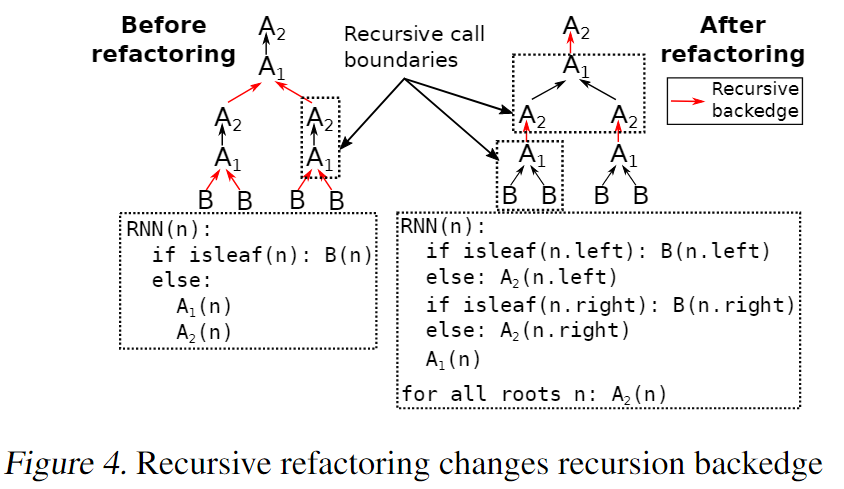 Before
refactoring
Recursive call
boundaries
After
refactoring
Recursive
backedge
A₂
A₁
A₂ A₂
A₁ A₁
B B B B
A₂
A₁
A₂ A₂
A₁ A₁
B B B B
RNN(n):
if isleaf(n): B(n)
else:
A₁(n)
A₂(n)
RNN(n):
if isleaf(n.left): B(n.left)
else: A₂(n.left)
if isleaf(n.right): B(n.right)
else: A₂(n.right)
A₁(n)
for all roots n: A₂(n)
Figure 4. Recursive refactoring changes recursion backedge